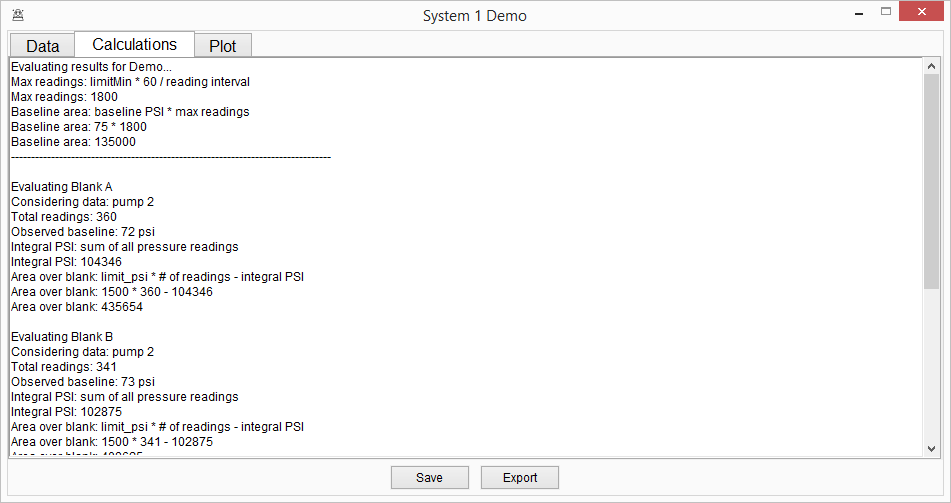 System 1 Demo
Data
Calculations
Plot
Evaluating results for Demo...
Max readings: limitMin * 60 / reading interval
Max readings: 1800
Baseline area: baseline PSI * max readings
Baseline area: 75 * 1800
Baseline area: 135000
--------------------------------------------------------------------------------
Evaluating Blank A
Considering data: pump 2
Total readings: 360
Observed baseline: 72 psi
Integral PSI: sum of all pressure readings
Integral PSI: 104346
Area over blank: limit_psi * # of readings - integral PSI
Area over blank: 1500 * 360 - 104346
Area over blank: 435654
Evaluating Blank B
Considering data: pump 2
Total readings: 341
Observed baseline: 73 psi
Integral PSI: sum of all pressure readings
Integral PSI: 102875
Area over blank: limit_psi * # of readings - integral PSI
Area over blank: 1500 * 341 - 102875
Area over blank:
Save
Export